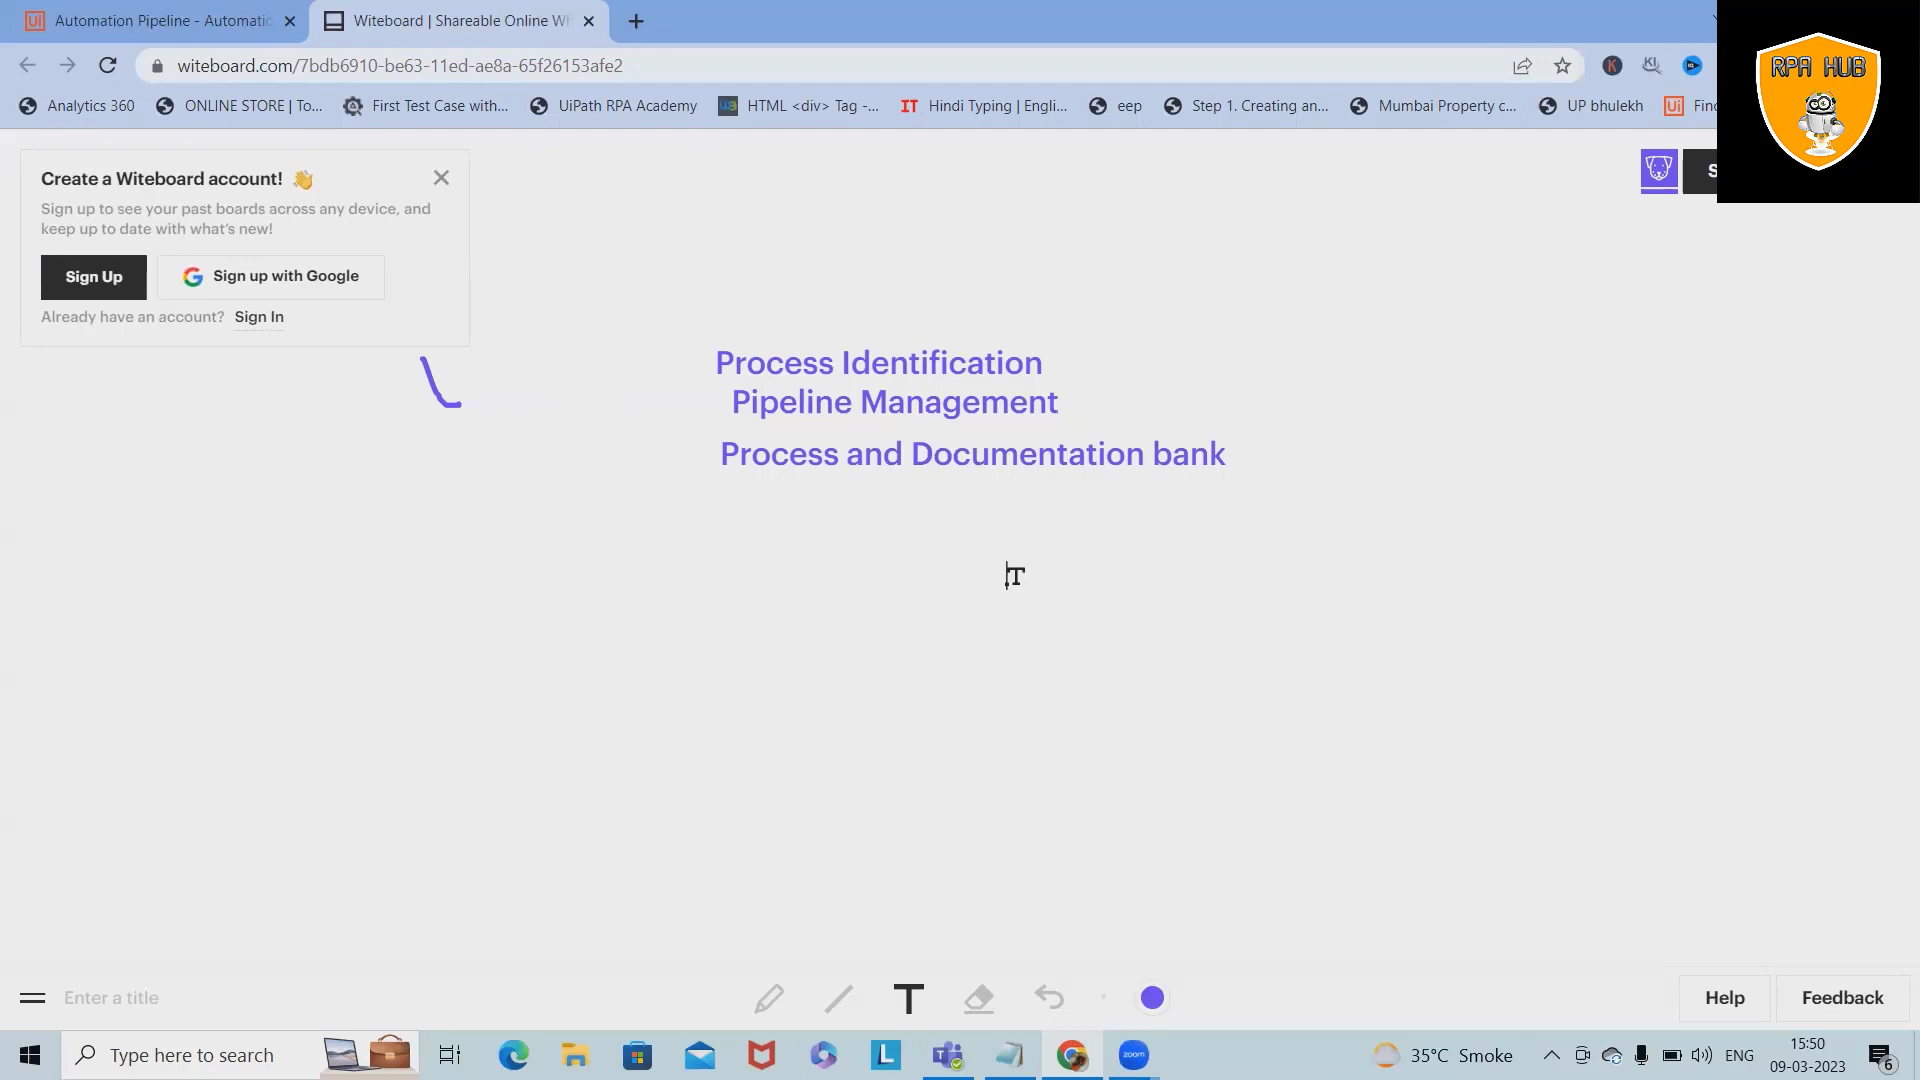 Automation Pipeline - Automatic
Witeboard | Shareable Online Wh
witeboard.com/7bdb6910-be63-11ed-ae8a-65f26153afe2
RPA HUB
Analytics 360
ONLINE STORE | To...
First Test Case with...
UiPath RPA Academy
HTML <div> Tag -...
IT Hindi Typing | Engli...
eep
Step 1. Creating an...
Mumbai Property c...
UP bhulekh
Ui
Create a Witeboard account! 👋
Sign up to see your past boards across any device, and
keep up to date with what's new!
Sign Up
Sign up with Google
Already have an account? Sign In
Process Identification
Pipeline Management
Process and Documentation bank
Enter a title
T
Help
Feedback
Type here to search
zoom
35°C Smoke
ENG
15:50
09-03-2023
6